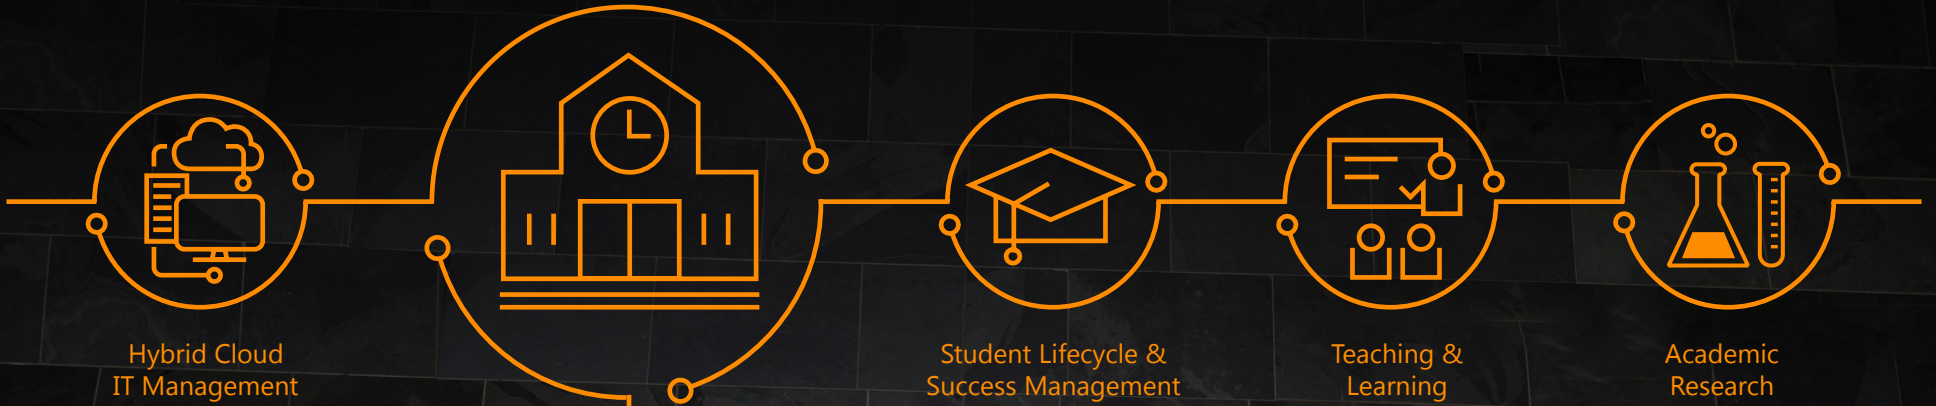 Hybrid Cloud
IT Management
Student Lifecycle &
Success Management
Teaching &
Learning
Academic
Research